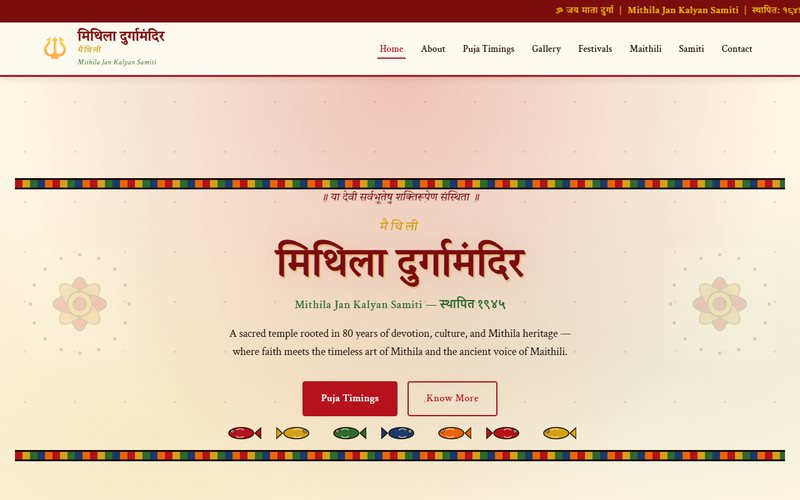 ॐ जय माता दुर्गा | Mithila Jan Kalyan Samiti | स्थापित:
मिथिला दुर्गामंदिर
मैथिली
Mithila Jan Kalyan Samiti
Home About Puja Timings Gallery Festivals Maithili Samiti Contact
॥ या देवी सर्वभूतेषु शक्तिरूपेण संस्थिता ॥
मैथिली
मिथिला दुर्गामंदिर
Mithila Jan Kalyan Samiti — स्थापित १९४५
A sacred temple rooted in 80 years of devotion, culture, and Mithila heritage —
where faith meets the timeless art of Mithila and the ancient voice of Maithili.
Puja Timings Know More